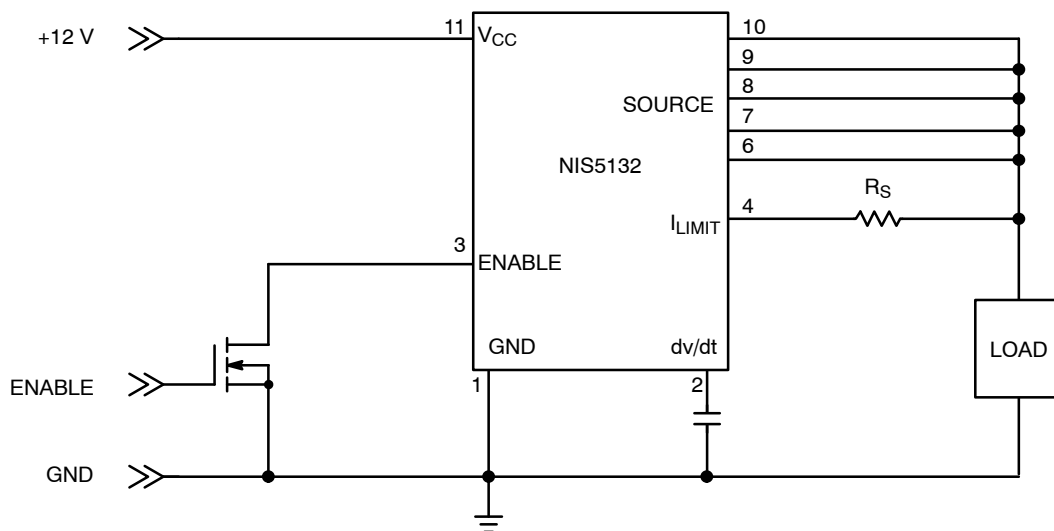 +12 V
11
V_CC
10
9
8
SOURCE
7
6
NIS5132
R_S
4
I_LIMIT
3
ENABLE
GND
dv/dt
LOAD
ENABLE
1
2
GND